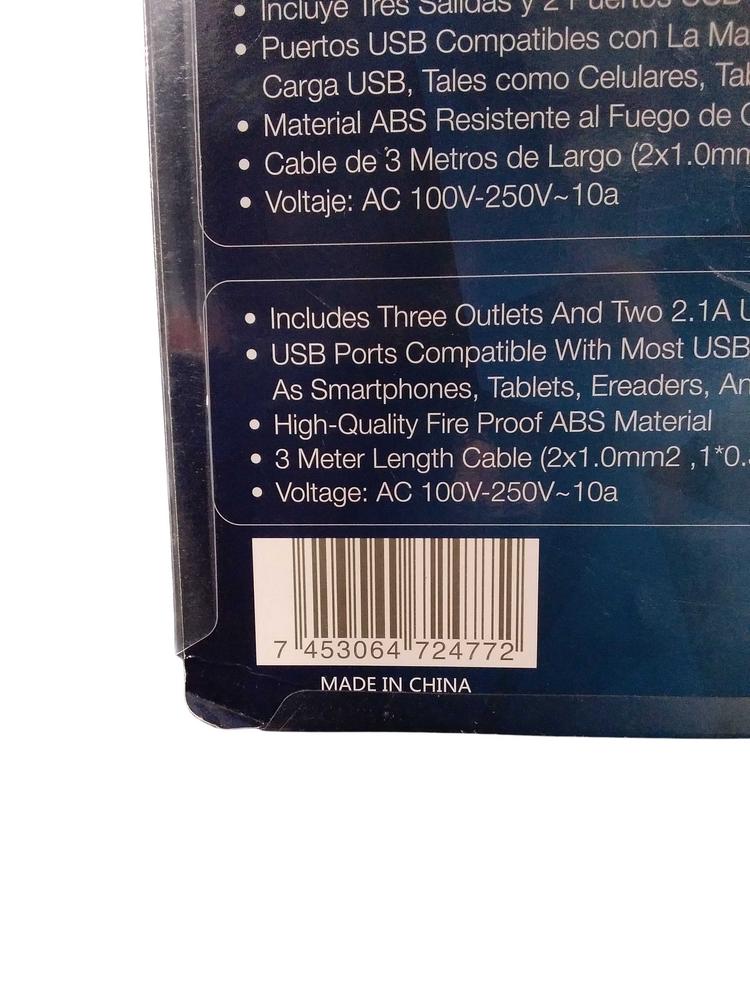 • Incluye Tres Salidas y 2 Puertos USB
• Puertos USB Compatibles con La Ma
Carga USB, Tales como Celulares, Tab
• Material ABS Resistente al Fuego de
• Cable de 3 Metros de Largo (2x1.0mm
• Voltaje: AC 100V-250V~10a
• Includes Three Outlets And Two 2.1A U
• USB Ports Compatible With Most USB
As Smartphones, Tablets, Ereaders, An
• High-Quality Fire Proof ABS Material
• 3 Meter Length Cable (2x1.0mm2 ,1*0.
• Voltage: AC 100V-250V~10a
7 453064 724772
MADE IN CHINA